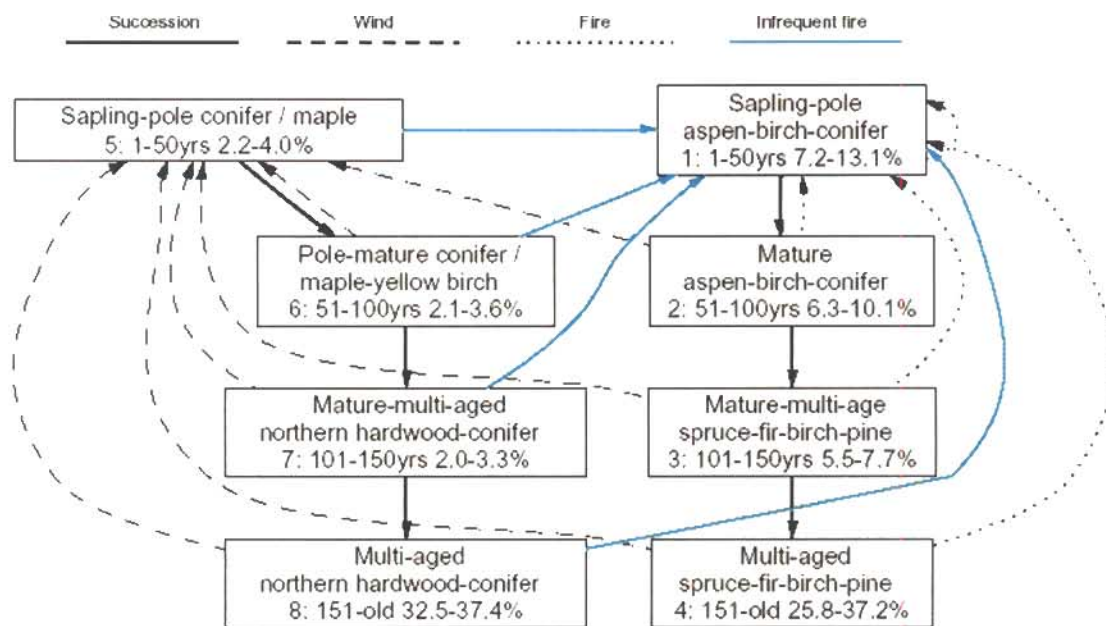 Succession
Wind
Fire
Infrequent fire
Sapling-pole conifer / maple
5: 1-50yrs 2.2-4.0%
Sapling-pole
aspen-birch-conifer
1: 1-50yrs 7.2-13.1%
Pole-mature conifer /
maple-yellow birch
6: 51-100yrs 2.1-3.6%
Mature
aspen-birch-conifer
2: 51-100yrs 6.3-10.1%
Mature-multi-aged
northern hardwood-conifer
7: 101-150yrs 2.0-3.3%
Mature-multi-age
spruce-fir-birch-pine
3: 101-150yrs 5.5-7.7%
Multi-aged
northern hardwood-conifer
8: 151-old 32.5-37.4%
Multi-aged
spruce-fir-birch-pine
4: 151-old 25.8-37.2%